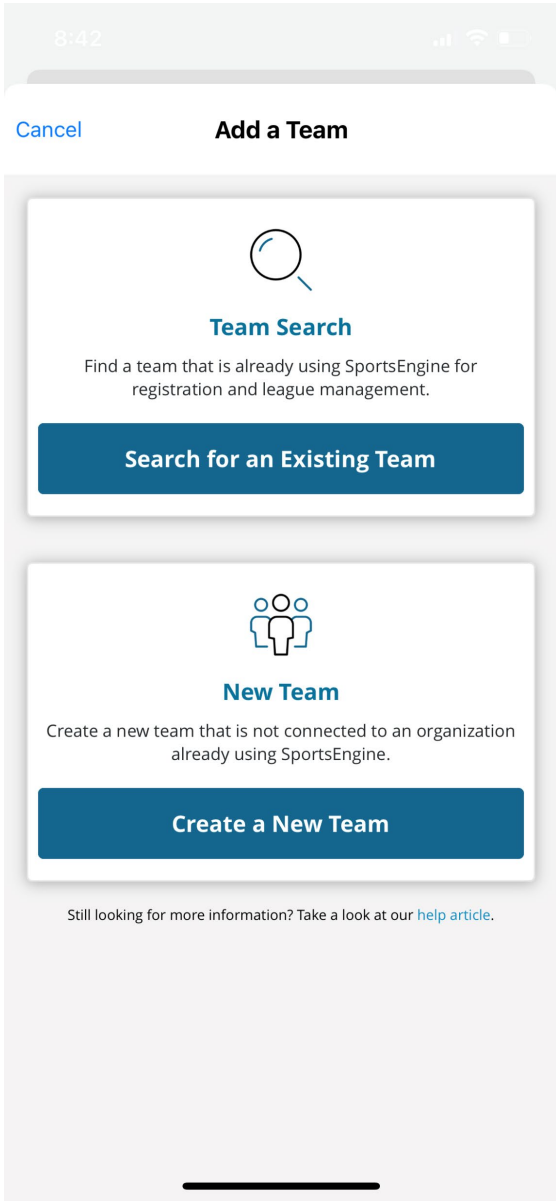 8:42
Cancel
Add a Team
Team Search
Find a team that is already using SportsEngine for
registration and league management.
Search for an Existing Team
New Team
Create a new team that is not connected to an organization
already using SportsEngine.
Create a New Team
Still looking for more information? Take a look at our help article.